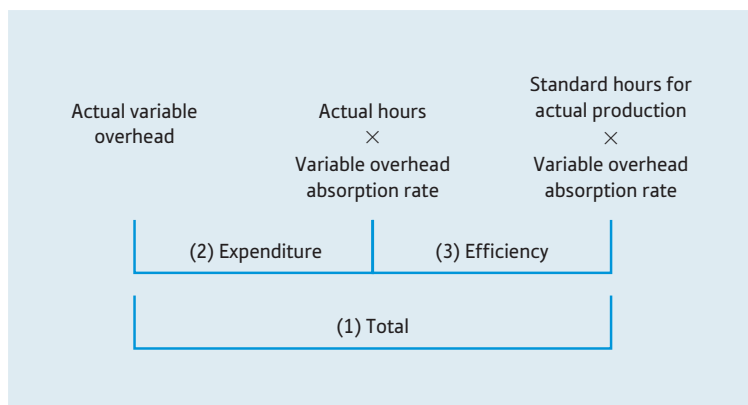 Actual variable
overhead
Actual hours
×
Variable overhead
absorption rate
Standard hours for
actual production
×
Variable overhead
absorption rate
(2) Expenditure
(3) Efficiency
(1) Total